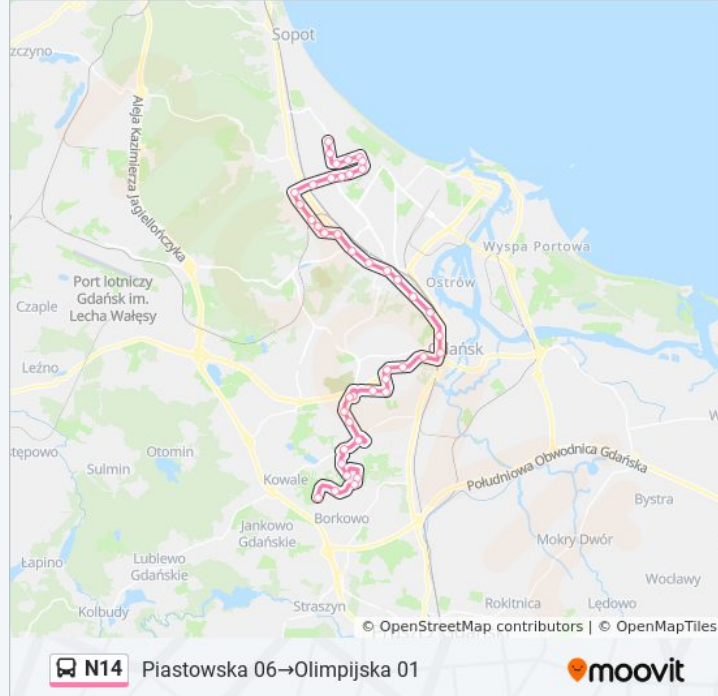 Sopot
zczyno
Aleja Kazimierza Jagiellończyka
Wyspa Portowa
Port lotniczy
Gdańsk im.
Lecha Wałęsy
Ostrów
Czaple
Gdańsk
Leźno
stępowo
Otomin
Sulmin
Kowale
Południowa Obwodnica Gdańska
Bystra
Borkowo
Jankowo
Gdańskie
Mokry Dwór
Łapino
Lublewo
Gdańskie
Wocławy
Kolbudy
Straszyn
Rokitnica
Lędowo
© OpenStreetMap contributors | © OpenMapTiles
N14 Piastowska 06→Olimpijska 01
moovit